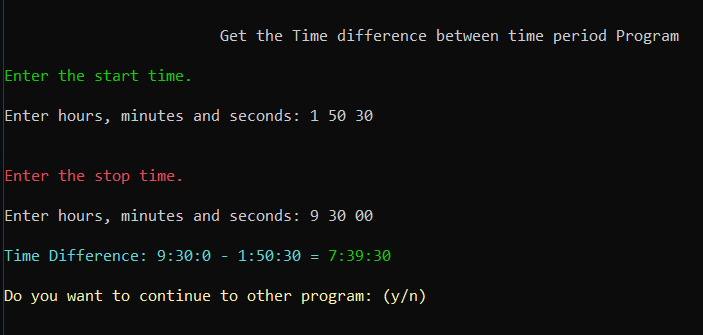 Get the Time difference between time period Program
Enter the start time.
Enter hours, minutes and seconds: 1 50 30
Enter the stop time.
Enter hours, minutes and seconds: 9 30 00
Time Difference: 9:30:0 - 1:50:30 = 7:39:30
Do you want to continue to other program: (y/n)